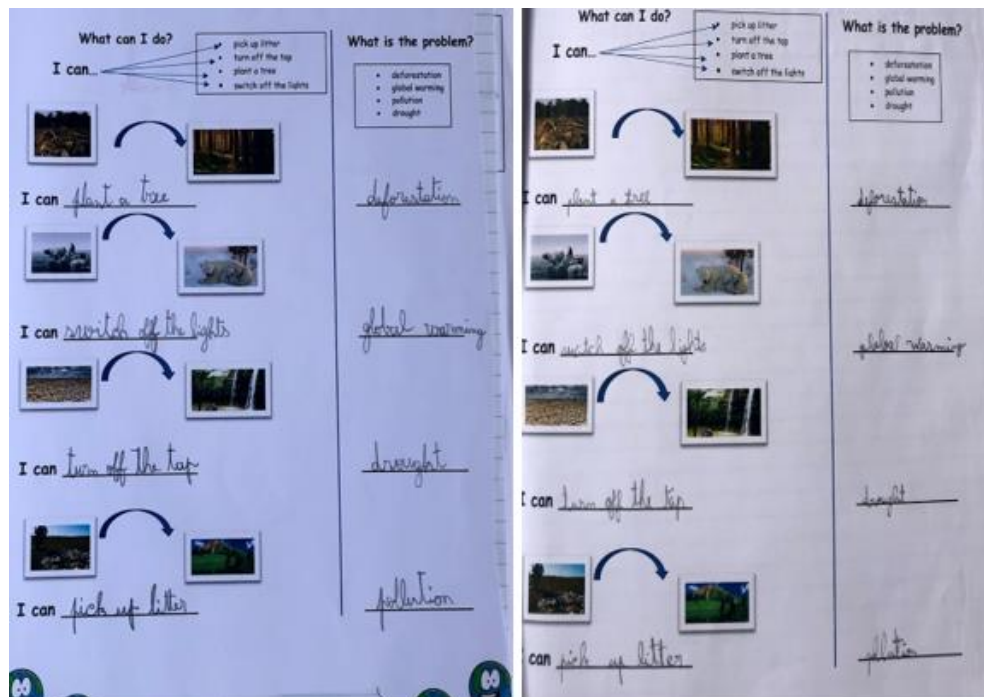 What can I do?
I can...
• pick up litter
• turn off the tap
• plant a tree
• switch off the lights
What is the problem?
• deforestation
• global warming
• pollution
• drought
I can plant a tree
deforestation
I can switch off the lights
global warming
I can turn off the tap
drought
I can pick up litter
pollution
What can I do?
I can...
• pick up litter
• turn off the tap
• plant a tree
• switch off the lights
What is the problem?
• deforestation
• global warming
• pollution
• drought
I can plant a tree
deforestation
I can switch off the lights
global warming
I can turn off the tap
drought
can pick up litter
pollution